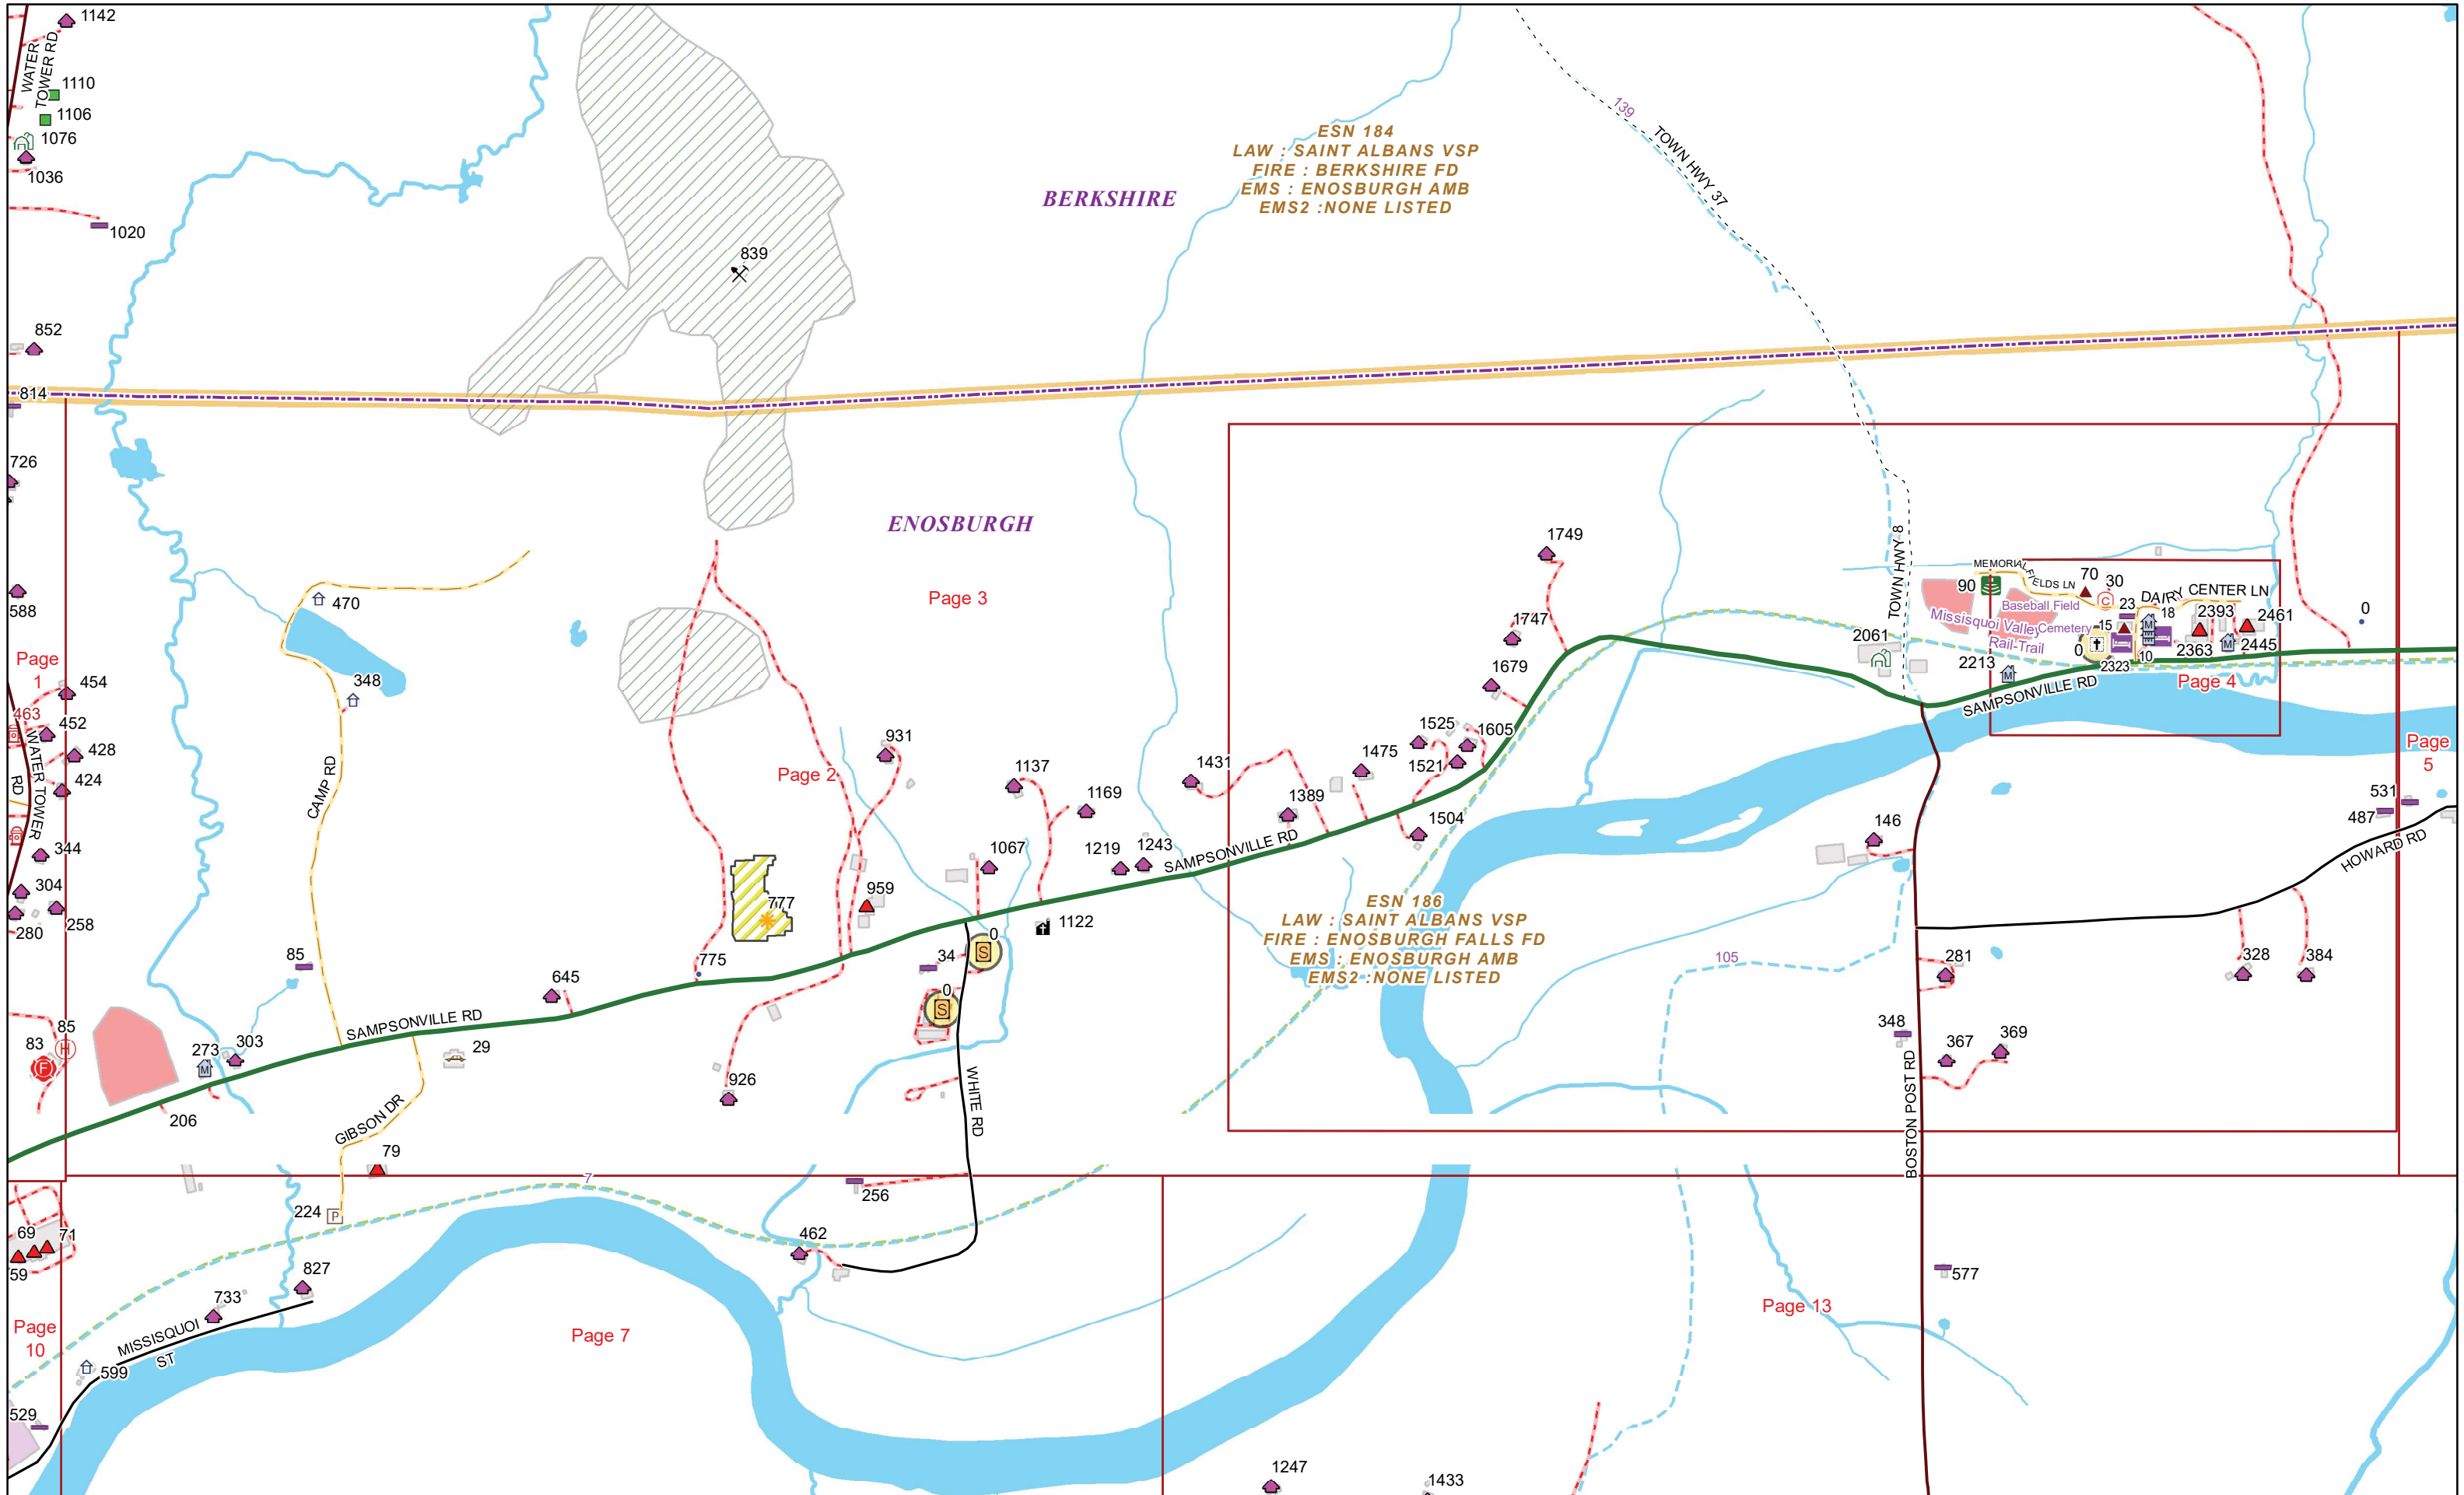 1142
WATER
TOWER RD
1110
1106
1076
1036
1020
839
852
814
BERKSHIRE
ESN 184
LAW : SAINT ALBANS VSP
FIRE : BERKSHIRE FD
EMS : ENOSBURGH AMB
EMS2 :NONE LISTED
139
TOWN HWY 37
726
588
ENOSBURGH
Page 3
470
348
CAMP RD
Page
1
454
463
452
428
424
WATER TOWER
RD
344
304
280
258
85
83
F
H
85
273
M
303
206
SAMPSONVILLE RD
29
GIBSON DR
79
645
775
777
Page 2
931
959
926
1137
1169
1067
1219
1243
SAMPSONVILLE RD
1122
0
S
34
0
S
WHITE RD
1431
1389
1475
1525
1521
1605
1504
1679
1747
1749
TOWN HWY 8
2061
2213
M
MEMORIAL
FIELDS LN
90
70
30
C
DAIRY CENTER LN
Baseball Field
Missisquoi Valley
Rail-Trail
Cemetery
23
18
15
M
10
0
2323
2393
2461
2363
M
2445
0
SAMPSONVILLE RD
Page 4
Page
5
531
487
HOWARD RD
146
281
328
384
348
367
369
BOSTON POST RD
105
ESN 186
LAW : SAINT ALBANS VSP
FIRE : ENOSBURGH FALLS FD
EMS : ENOSBURGH AMB
EMS2 :NONE LISTED
7
256
462
224
P
69
71
59
827
733
MISSISQUOI
ST
599
529
Page
10
Page 7
Page 13
577
1247
1433